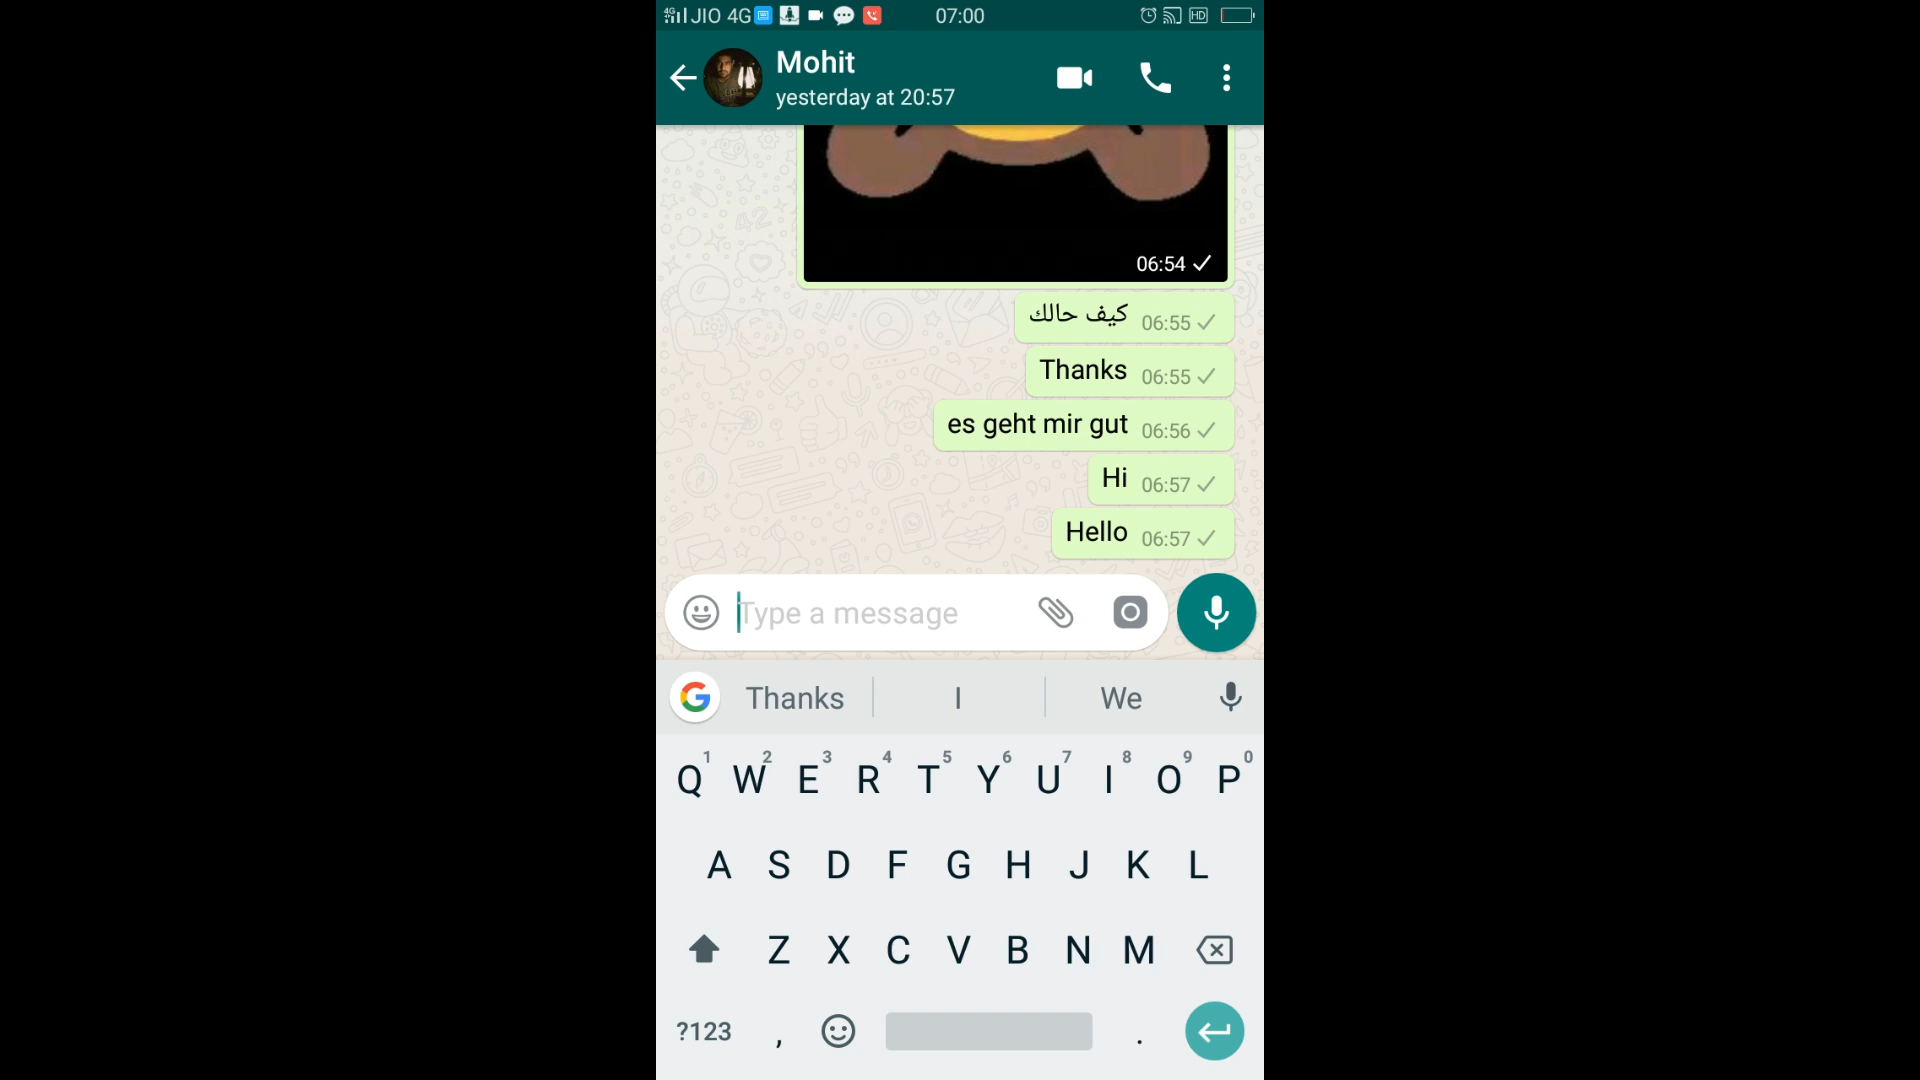 4G JIO 4G 07:00 HD
Mohit
yesterday at 20:57
06:54
كيف حالك 06:55
Thanks 06:55
es geht mir gut 06:56
Hi 06:57
Hello 06:57
Type a message
G Thanks I We
1 2 3 4 5 6 7 8 9 0
Q W E R T Y U I O P
A S D F G H J K L
Z X C V B N M
?123 , .